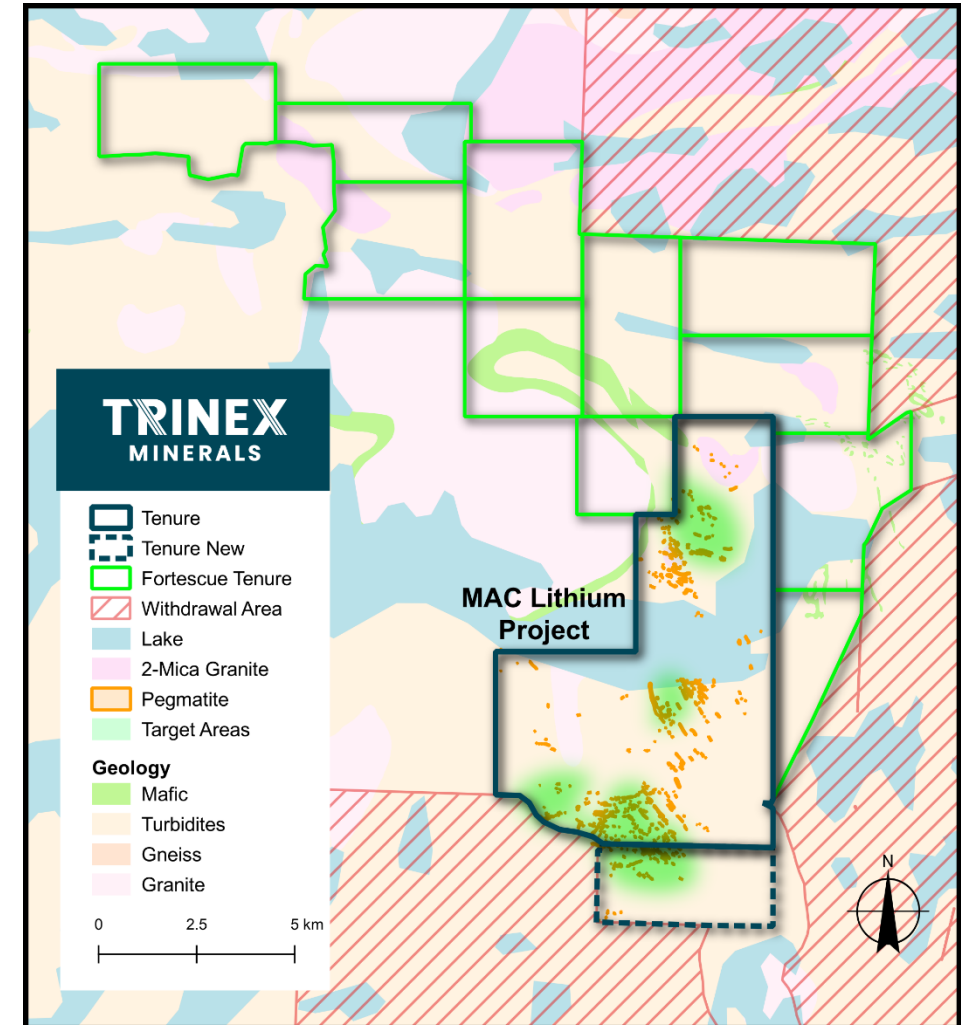 TRINEX
MINERALS
Tenure
Tenure New
Fortescue Tenure
Withdrawal Area
Lake
2-Mica Granite
Pegmatite
Target Areas
Geology
Mafic
Turbidites
Gneiss
Granite
0 2.5 5 km
MAC Lithium
Project
N